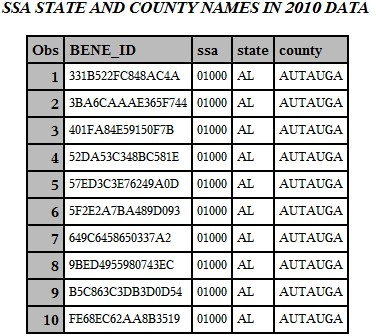 SSA STATE AND COUNTY NAMES IN 2010 DATA
Obs BENE_ID ssa state county
1 331B522FC848AC4A 01000 AL AUTAUGA
2 3BA6CAAAE365F744 01000 AL AUTAUGA
3 401FA84E59150F7B 01000 AL AUTAUGA
4 52DA53C348BC581E 01000 AL AUTAUGA
5 57ED3C3E76249A0D 01000 AL AUTAUGA
6 5F2E2A7BA489D093 01000 AL AUTAUGA
7 649C6458650337A2 01000 AL AUTAUGA
8 9BED4955980743EC 01000 AL AUTAUGA
9 B5C863C3DB3D0D54 01000 AL AUTAUGA
10 FE68EC62AA8B3519 01000 AL AUTAUGA